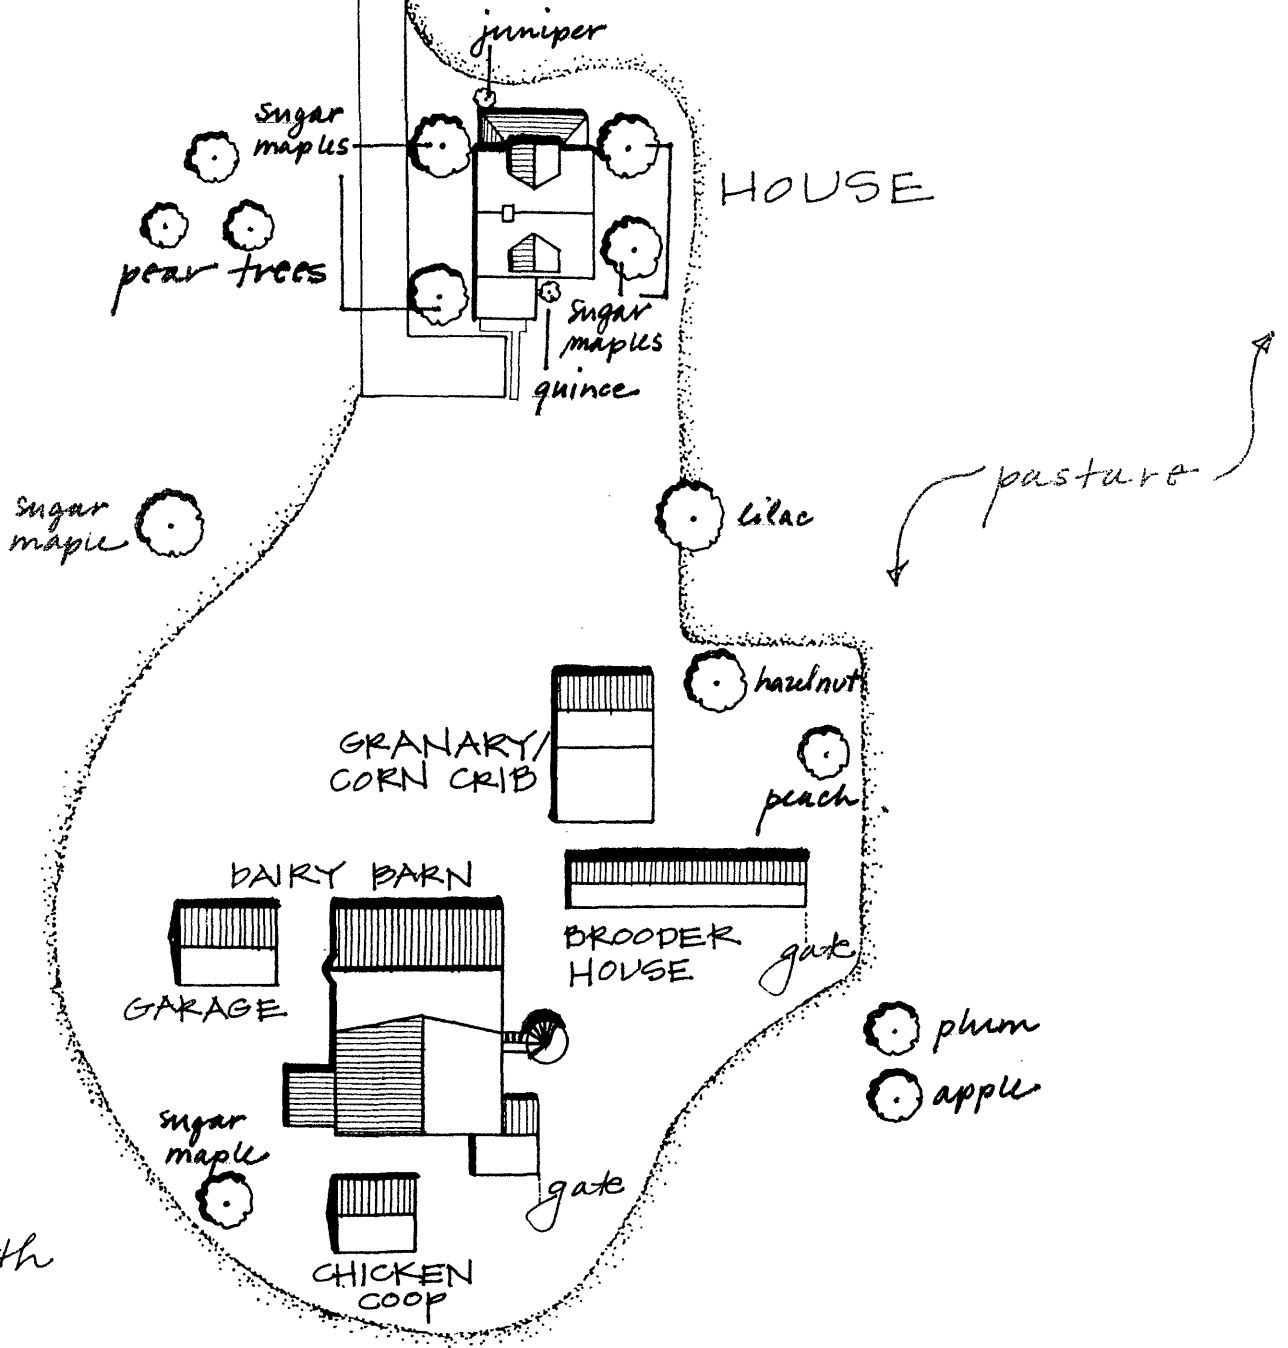 juniper
sugar
maples
HOUSE
pear trees
sugar
maples
quince
pasture
sugar
maple
lilac
hazelnut
GRANARY/
CORN CRIB
peach
DAIRY BARN
BROODER
HOUSE
gate
GARAGE
plum
apple
sugar
maple
gate
th
CHICKEN
COOP